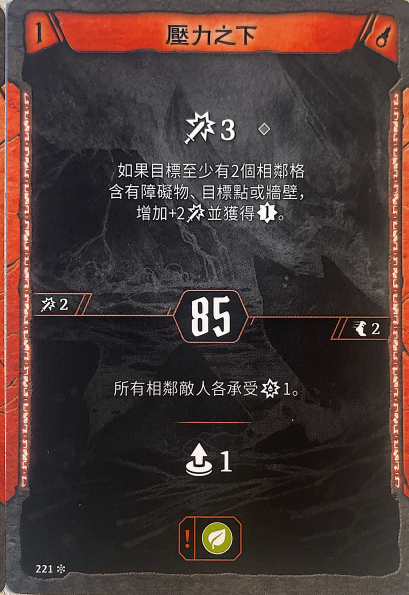 1
壓力之下
3
如果目標至少有2個相鄰格
含有障礙物、目標點或牆壁，
增加+2並獲得1。
2
85
2
所有相鄰敵人各承受1。
1
!
221